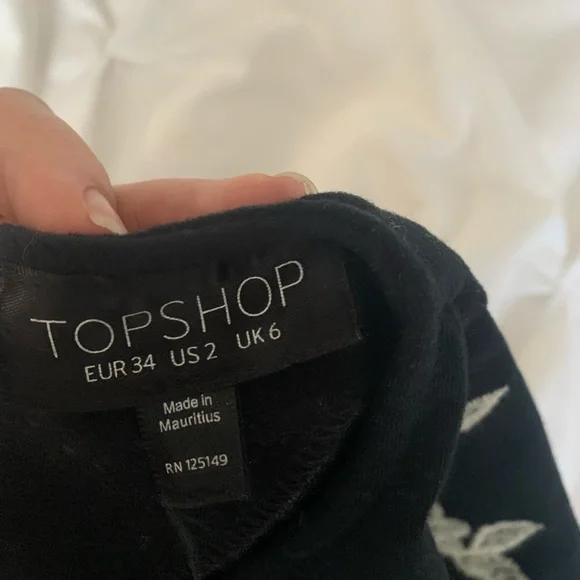 TOPSHOP
EUR 34 US 2 UK 6
Made in
Mauritius
RN 125149